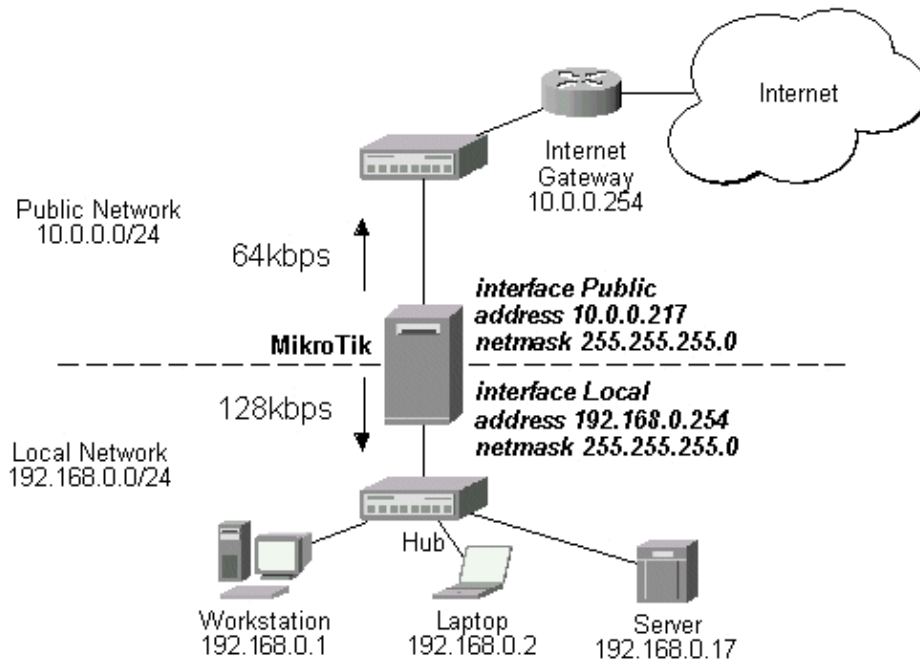 Internet
Internet
Gateway
10.0.0.254
Public Network
10.0.0.0/24
64kbps
interface Public
address 10.0.0.217
netmask 255.255.255.0
MikroTik
interface Local
address 192.168.0.254
netmask 255.255.255.0
128kbps
Local Network
192.168.0.0/24
Hub
Workstation
192.168.0.1
Laptop
192.168.0.2
Server
192.168.0.17